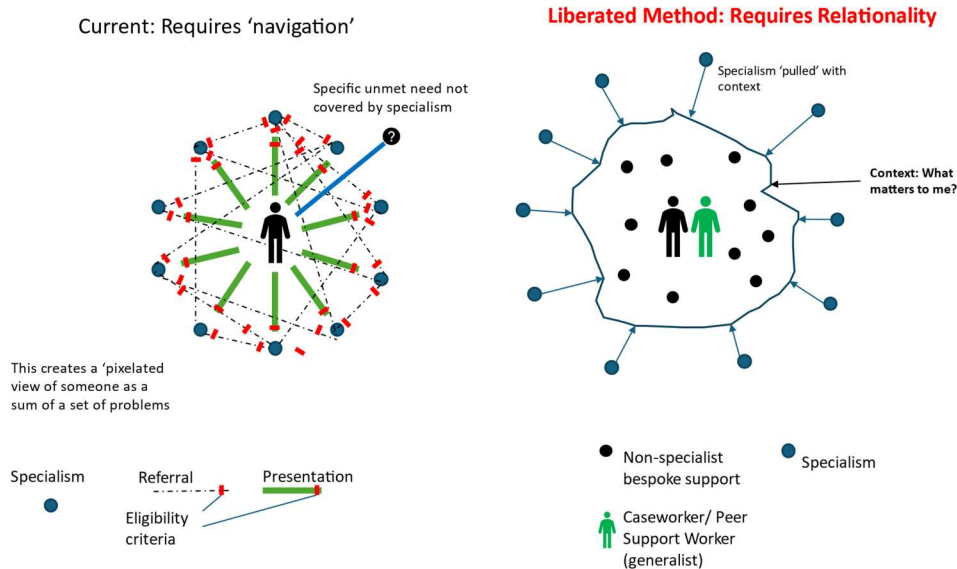 Current: Requires ‘navigation’
Specific unmet need not
covered by specialism
?
This creates a ‘pixelated
view of someone as a
sum of a set of problems
Specialism
Referral
Presentation
Eligibility
criteria
Liberated Method: Requires Relationality
Specialism ‘pulled’ with
context
Context: What
matters to me?
Non-specialist
bespoke support
Specialism
Caseworker/ Peer
Support Worker
(generalist)